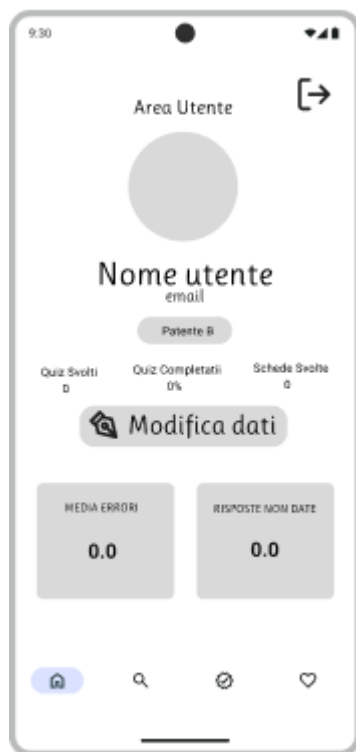 9:30
Area Utente
Nome utente
email
Patente B
Quiz Svolti Quiz Completatii Schede Svolte
0 0% 0
Modifica dati
MEDIA ERRORI RISPOSTE NON DATE
0.0 0.0